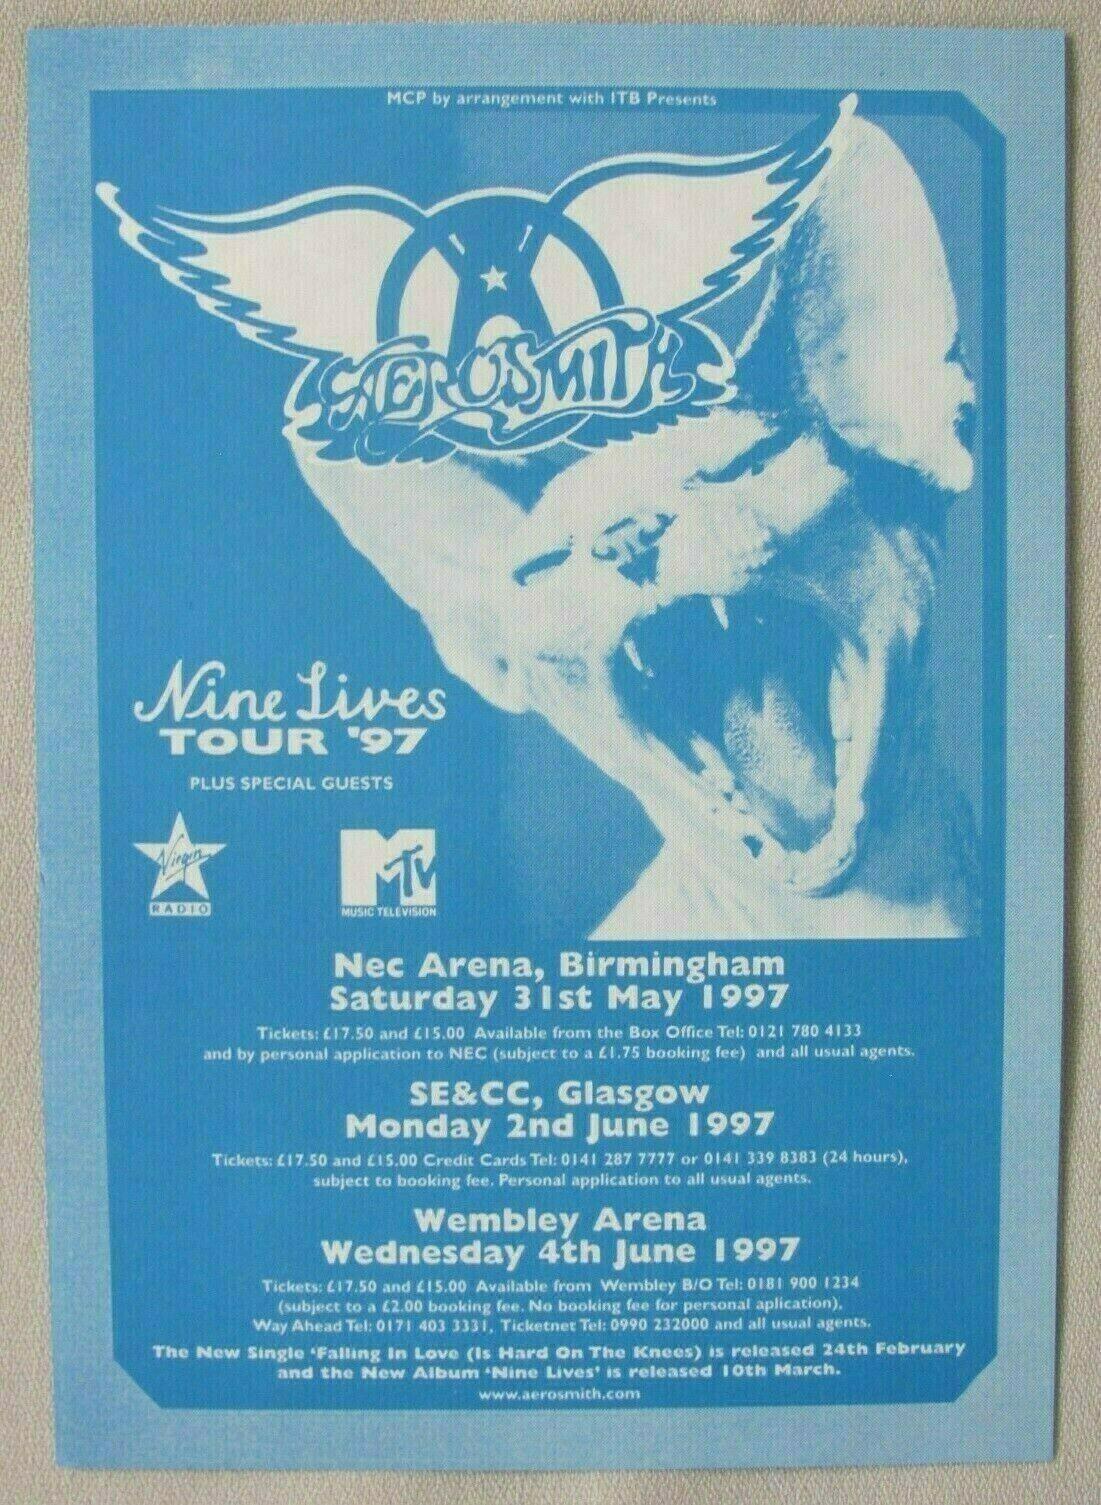 MCP by arrangement with ITB Presents
A
AEROSMITH
Nine Lives
TOUR '97
PLUS SPECIAL GUESTS
Virgin
RADIO
MTV
MUSIC TELEVISION
Nec Arena, Birmingham
Saturday 31st May 1997
Tickets: £17.50 and £15.00 Available from the Box Office Tel: 0121 780 4133
and by personal application to NEC (subject to a £1.75 booking fee) and all usual agents.
SE&CC, Glasgow
Monday 2nd June 1997
Tickets: £17.50 and £15.00 Credit Cards Tel: 0141 287 7777 or 0141 339 8383 (24 hours),
subject to booking fee. Personal application to all usual agents.
Wembley Arena
Wednesday 4th June 1997
Tickets: £17.50 and £15.00 Available from Wembley B/O Tel: 0181 900 1234
(subject to a £2.00 booking fee. No booking fee for personal aplication),
Way Ahead Tel: 0171 403 3331, Ticketnet Tel: 0990 232000 and all usual agents.
The New Single 'Falling In Love (Is Hard On The Knees) is released 24th February
and the New Album 'Nine Lives' is released 10th March.
www.aerosmith.com